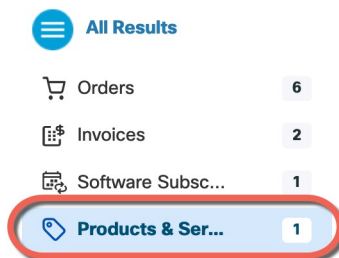 All Results
Orders 6
Invoices 2
Software Subsc... 1
Products & Ser... 1